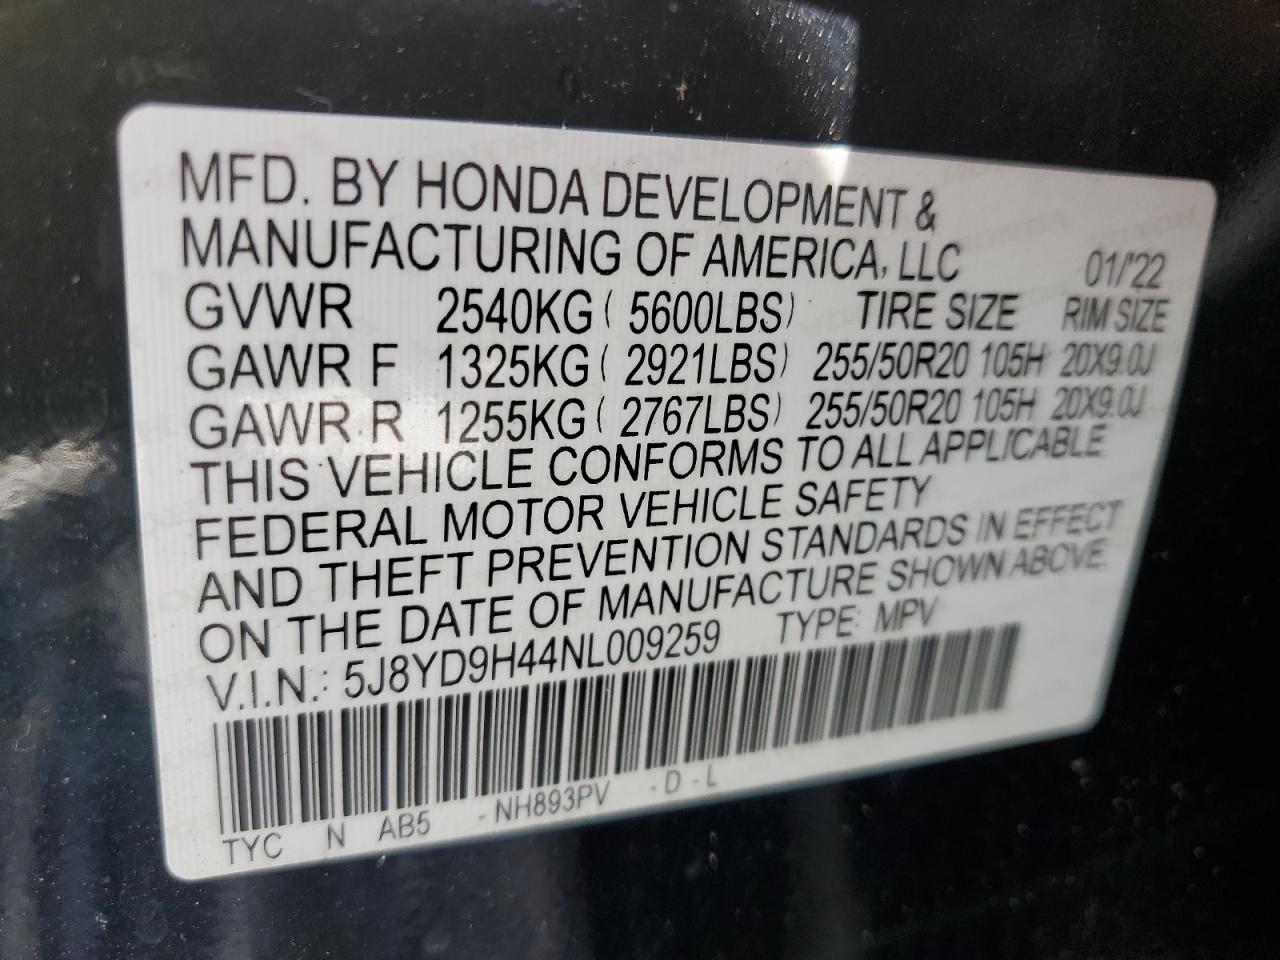 MFD. BY HONDA DEVELOPMENT &
MANUFACTURING OF AMERICA, LLC 01/'22
GVWR 2540KG ( 5600LBS) TIRE SIZE RIM SIZE
GAWR F 1325KG ( 2921LBS) 255/50R20 105H 20X9.0J
GAWR R 1255KG ( 2767LBS) 255/50R20 105H 20X9.0J
THIS VEHICLE CONFORMS TO ALL APPLICABLE
FEDERAL MOTOR VEHICLE SAFETY
AND THEFT PREVENTION STANDARDS IN EFFECT
ON THE DATE OF MANUFACTURE SHOWN ABOVE
V.I.N.: 5J8YD9H44NL009259 TYPE: MPV
TYC N AB5 -NH893PV -D-L